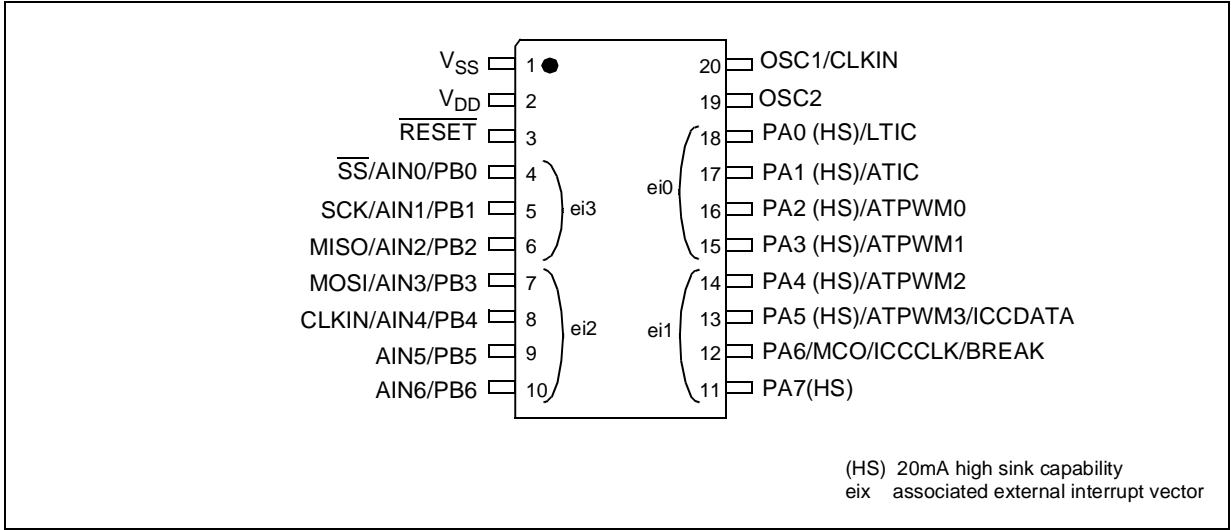 VSS 1 20 OSC1/CLKIN
VDD 2 19 OSC2
RESET 3 18 PA0 (HS)/LTIC
SS/AIN0/PB0 4 17 PA1 (HS)/ATIC
ei0
SCK/AIN1/PB1 5 ei3 16 PA2 (HS)/ATPWM0
MISO/AIN2/PB2 6 15 PA3 (HS)/ATPWM1
MOSI/AIN3/PB3 7 14 PA4 (HS)/ATPWM2
CLKIN/AIN4/PB4 8 ei2 ei1 13 PA5 (HS)/ATPWM3/ICCDATA
AIN5/PB5 9 12 PA6/MCO/ICCCLK/BREAK
AIN6/PB6 10 11 PA7(HS)
(HS) 20mA high sink capability
eix associated external interrupt vector